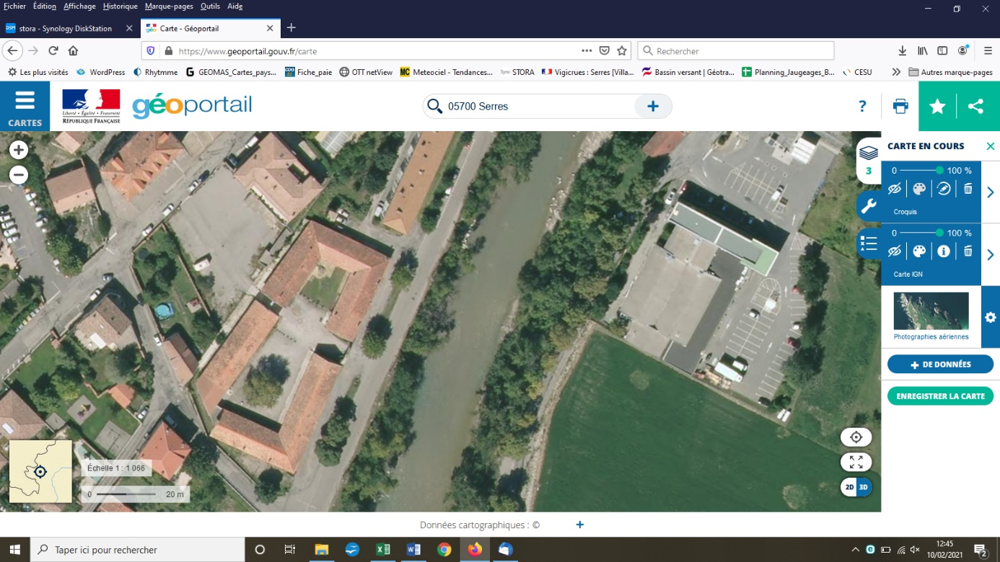 Fichier Édition Affichage Historique Marque-pages Outils Aide
DSM stora - Synology DiskStation Carte - Géoportail
https://www.geoportail.gouv.fr/carte Rechercher
Les plus visités WordPress Rhytmme G GEOMAS_Cartes_pays... Fiche_paie OTT netView MC Meteociel - Tendances... STORA Vigicrues : Serres [Villa... Bassin versant | Géotra... Planning_Jaugeages_B... CESU Autres marque-pages
CARTES
Liberté • Égalité • Fraternité
RÉPUBLIQUE FRANÇAISE
géoportail
05700 Serres
?
CARTE EN COURS
3
0 100 %
Croquis
0 100 %
Carte IGN
Photographies aériennes
+ DE DONNÉES
ENREGISTRER LA CARTE
Échelle 1 : 1 066
0 20 m
2D 3D
Données cartographiques : © +
Taper ici pour rechercher
12:45
10/02/2021
2